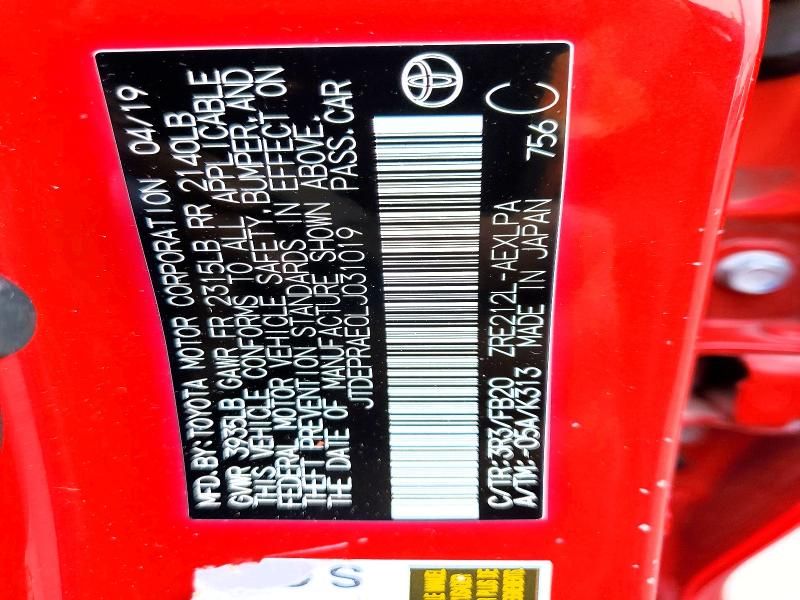 MFD. BY: TOYOTA MOTOR CORPORATION 04/19
GVWR 3935LB GAWR FR 2315LB RR 2140LB
THIS VEHICLE CONFORMS TO ALL APPLICABLE
FEDERAL MOTOR VEHICLE SAFETY, BUMPER, AND
THEFT PREVENTION STANDARDS IN EFFECT ON
THE DATE OF MANUFACTURE SHOWN ABOVE.
JTDEPRAE0LJ031019 PASS. CAR
C/TR: 3R3/FB20 ZRE212L-AEXLPA
A/TM: -05A/K313 MADE IN JAPAN 756 C
S